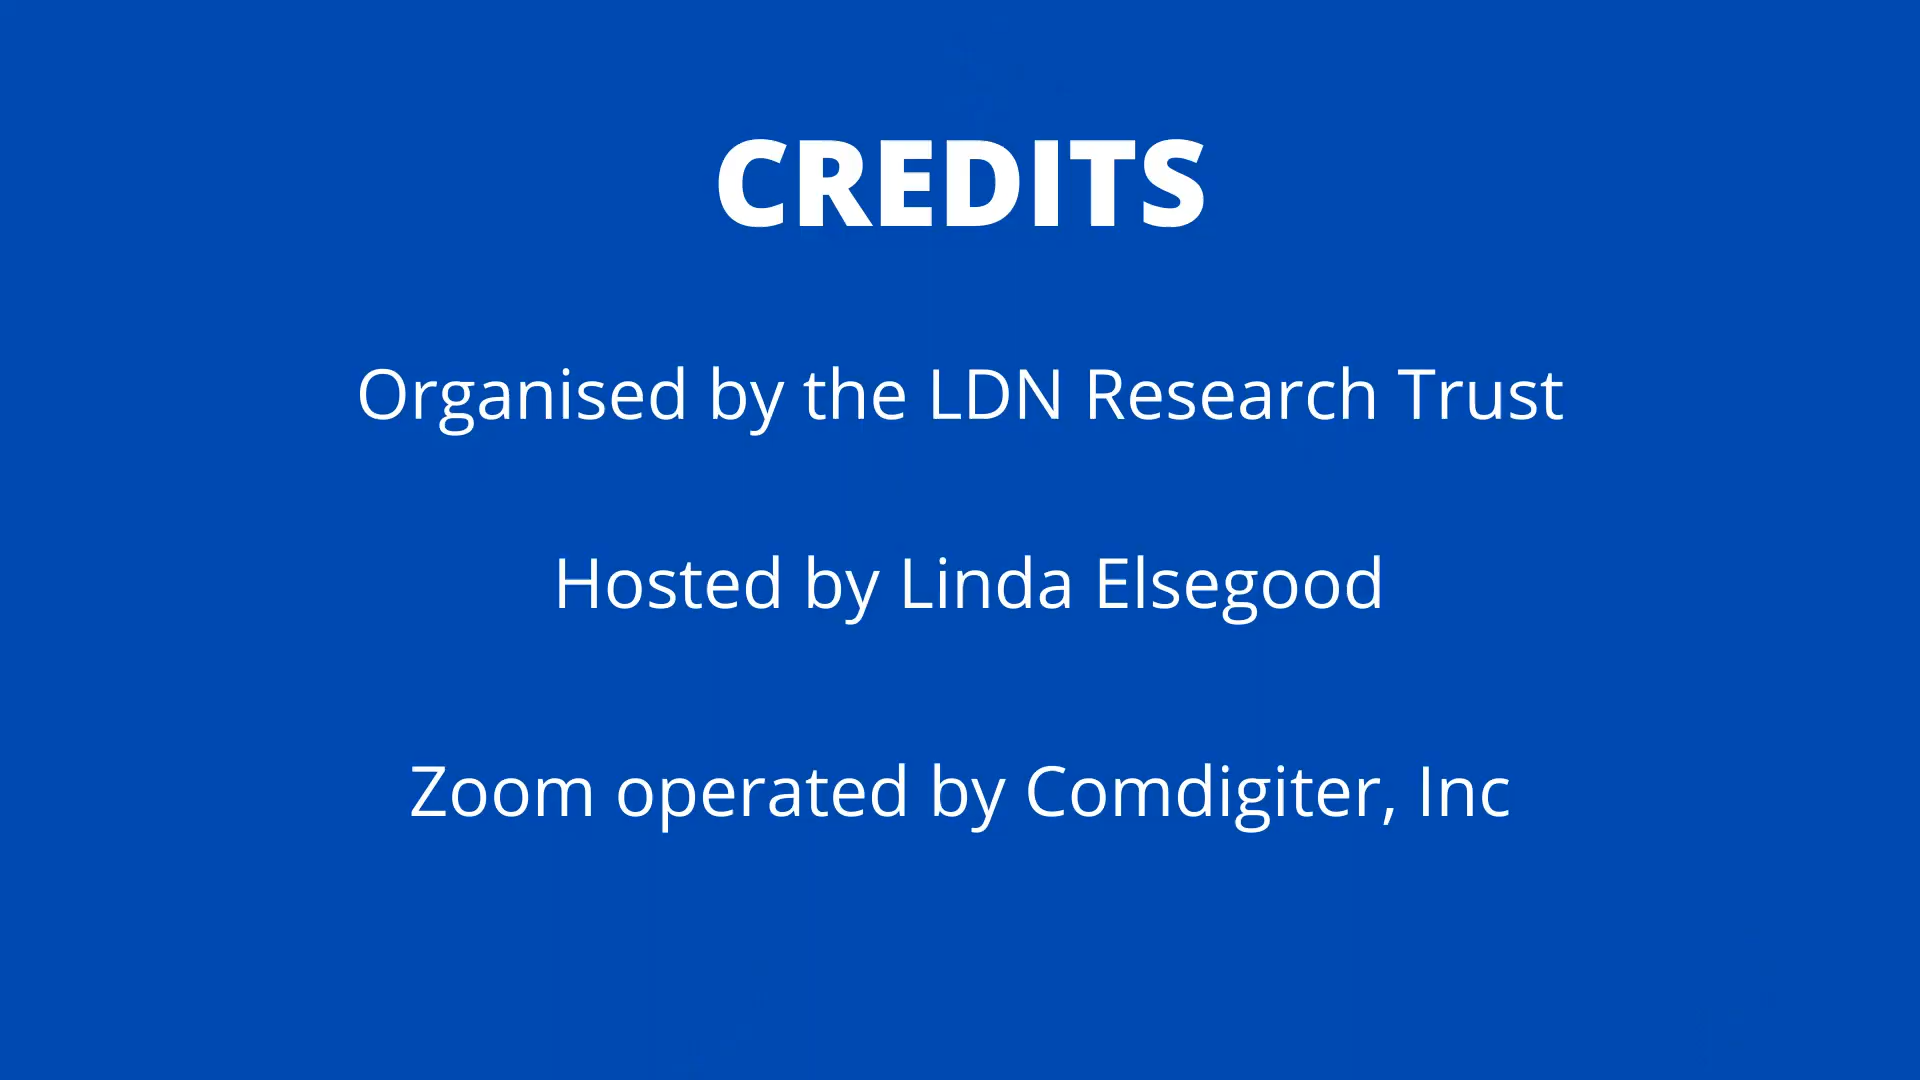 CREDITS
Organised by the LDN Research Trust
Hosted by Linda Elsegood
Zoom operated by Comdigiter, Inc